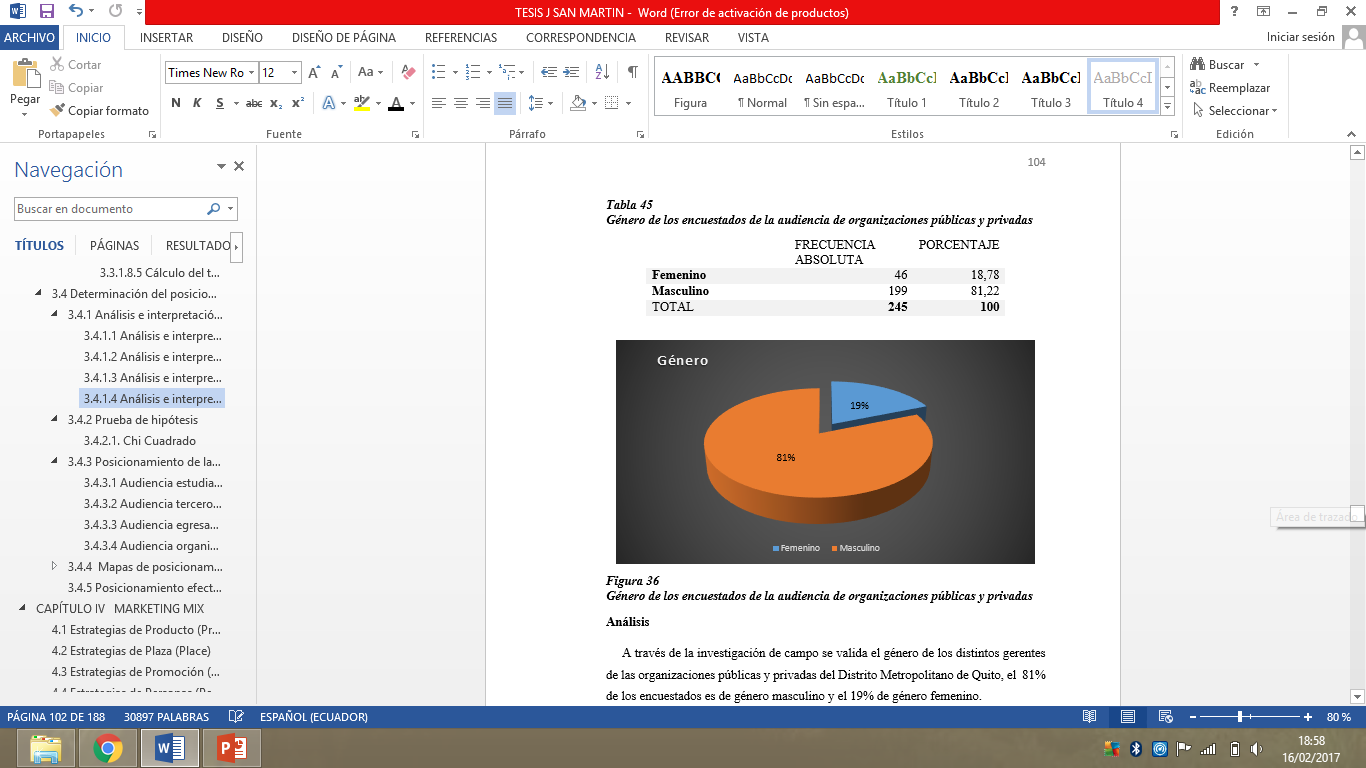 TESIS J SAN MARTIN - Word (Error de activación de productos)
ARCHIVO INICIO INSERTAR DISEÑO DISEÑO DE PÁGINA REFERENCIAS CORRESPONDENCIA REVISAR VISTA Iniciar sesión
Pegar
Cortar
Copiar
Copiar formato
Portapapeles
Times New Ro 12
Aa
N K S abc x₂ x²
A ab A
Fuente
Párrafo
AABBC AaBbCcDc AaBbCcDc AaBbCcI AaBbCcI AaBbCcI AaBbCcI
Figura ¶ Normal ¶ Sin espa... Título 1 Título 2 Título 3 Título 4
Estilos
Buscar
Reemplazar
Seleccionar
Edición
Navegación
Buscar en documento
TÍTULOS PÁGINAS RESULTADO
3.3.1.8.5 Cálculo del t...
3.4 Determinación del posicio...
3.4.1 Análisis e interpretació...
3.4.1.1 Análisis e interpre...
3.4.1.2 Análisis e interpre...
3.4.1.3 Análisis e interpre...
3.4.1.4 Análisis e interpre...
3.4.2 Prueba de hipótesis
3.4.2.1. Chi Cuadrado
3.4.3 Posicionamiento de la...
3.4.3.1 Audiencia estudia...
3.4.3.2 Audiencia tercero...
3.4.3.3 Audiencia egresa...
3.4.3.4 Audiencia organi...
3.4.4 Mapas de posicionam...
3.4.5 Posicionamiento efect...
CAPÍTULO IV MARKETING MIX
4.1 Estrategias de Producto (Pr...
4.2 Estrategias de Plaza (Place)
4.3 Estrategias de Promoción (...
104
Tabla 45
Género de los encuestados de la audiencia de organizaciones públicas y privadas
FRECUENCIA PORCENTAJE
ABSOLUTA
Femenino 46 18,78
Masculino 199 81,22
TOTAL 245 100
Género
19%
81%
Femenino Masculino
Área de trazado
Figura 36
Género de los encuestados de la audiencia de organizaciones públicas y privadas
Análisis
A través de la investigación de campo se valida el género de los distintos gerentes
de las organizaciones públicas y privadas del Distrito Metropolitano de Quito, el 81%
de los encuestados es de género masculino y el 19% de género femenino.
PÁGINA 102 DE 188 30897 PALABRAS ESPAÑOL (ECUADOR) 80 %
18:58
16/02/2017